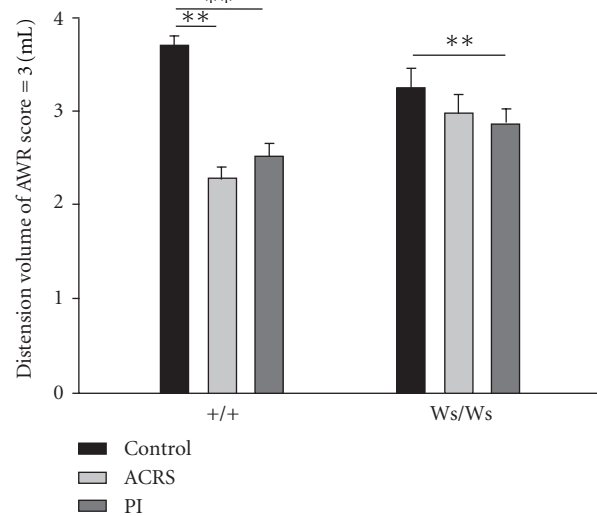 **
4
**
**
3
2
1
0
Distension volume of AWR score = 3 (mL)
+/+
Ws/Ws
Control
ACRS
PI